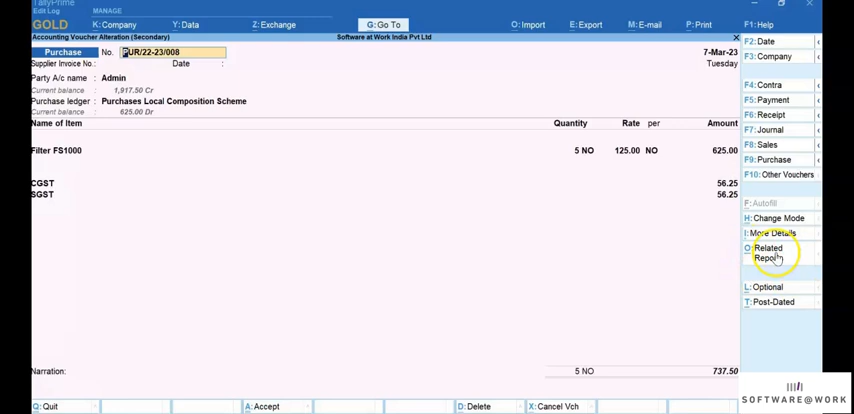 TallyPrime
Edit Log
GOLD
MANAGE
K: Company
Y: Data
Z: Exchange
G: Go To
O: Import
E: Export
M: E-mail
P: Print
F1: Help
Accounting Voucher Alteration (Secondary)
Software at Work India Pvt Ltd
Purchase No. PUR/22-23/008
7-Mar-23
Supplier Invoice No.: Date :
Tuesday
Party A/c name : Admin
Current balance : 1,917.50 Cr
Purchase ledger : Purchases Local Composition Scheme
Current balance : 625.00 Dr
Name of Item Quantity Rate per Amount
Filter FS1000 5 NO 125.00 NO 625.00
CGST 56.25
SGST 56.25
Narration: 5 NO 737.50
Q: Quit
A: Accept
D: Delete
X: Cancel Vch
F2: Date
F3: Company
F4: Contra
F5: Payment
F6: Receipt
F7: Journal
F8: Sales
F9: Purchase
F10: Other Vouchers
F: Autofill
H: Change Mode
I: More Details
O: Related
Reports
L: Optional
T: Post-Dated
SOFTWARE@WORK